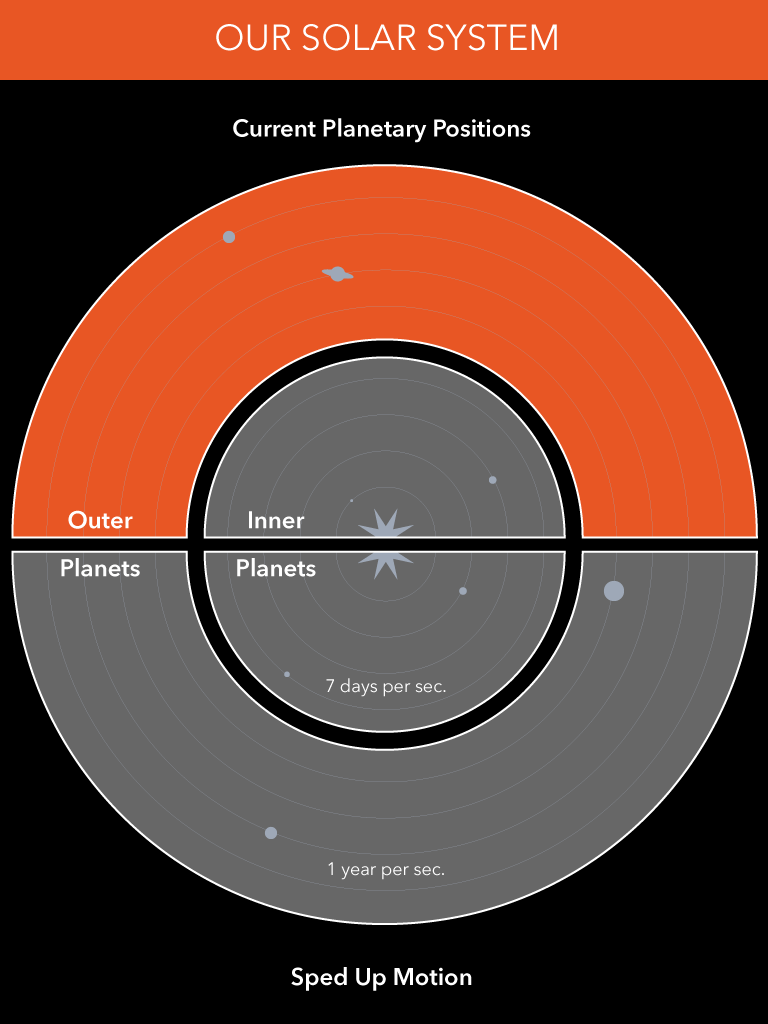 OUR SOLAR SYSTEM
Current Planetary Positions
Outer
Inner
Planets
Planets
7 days per sec.
1 year per sec.
Sped Up Motion